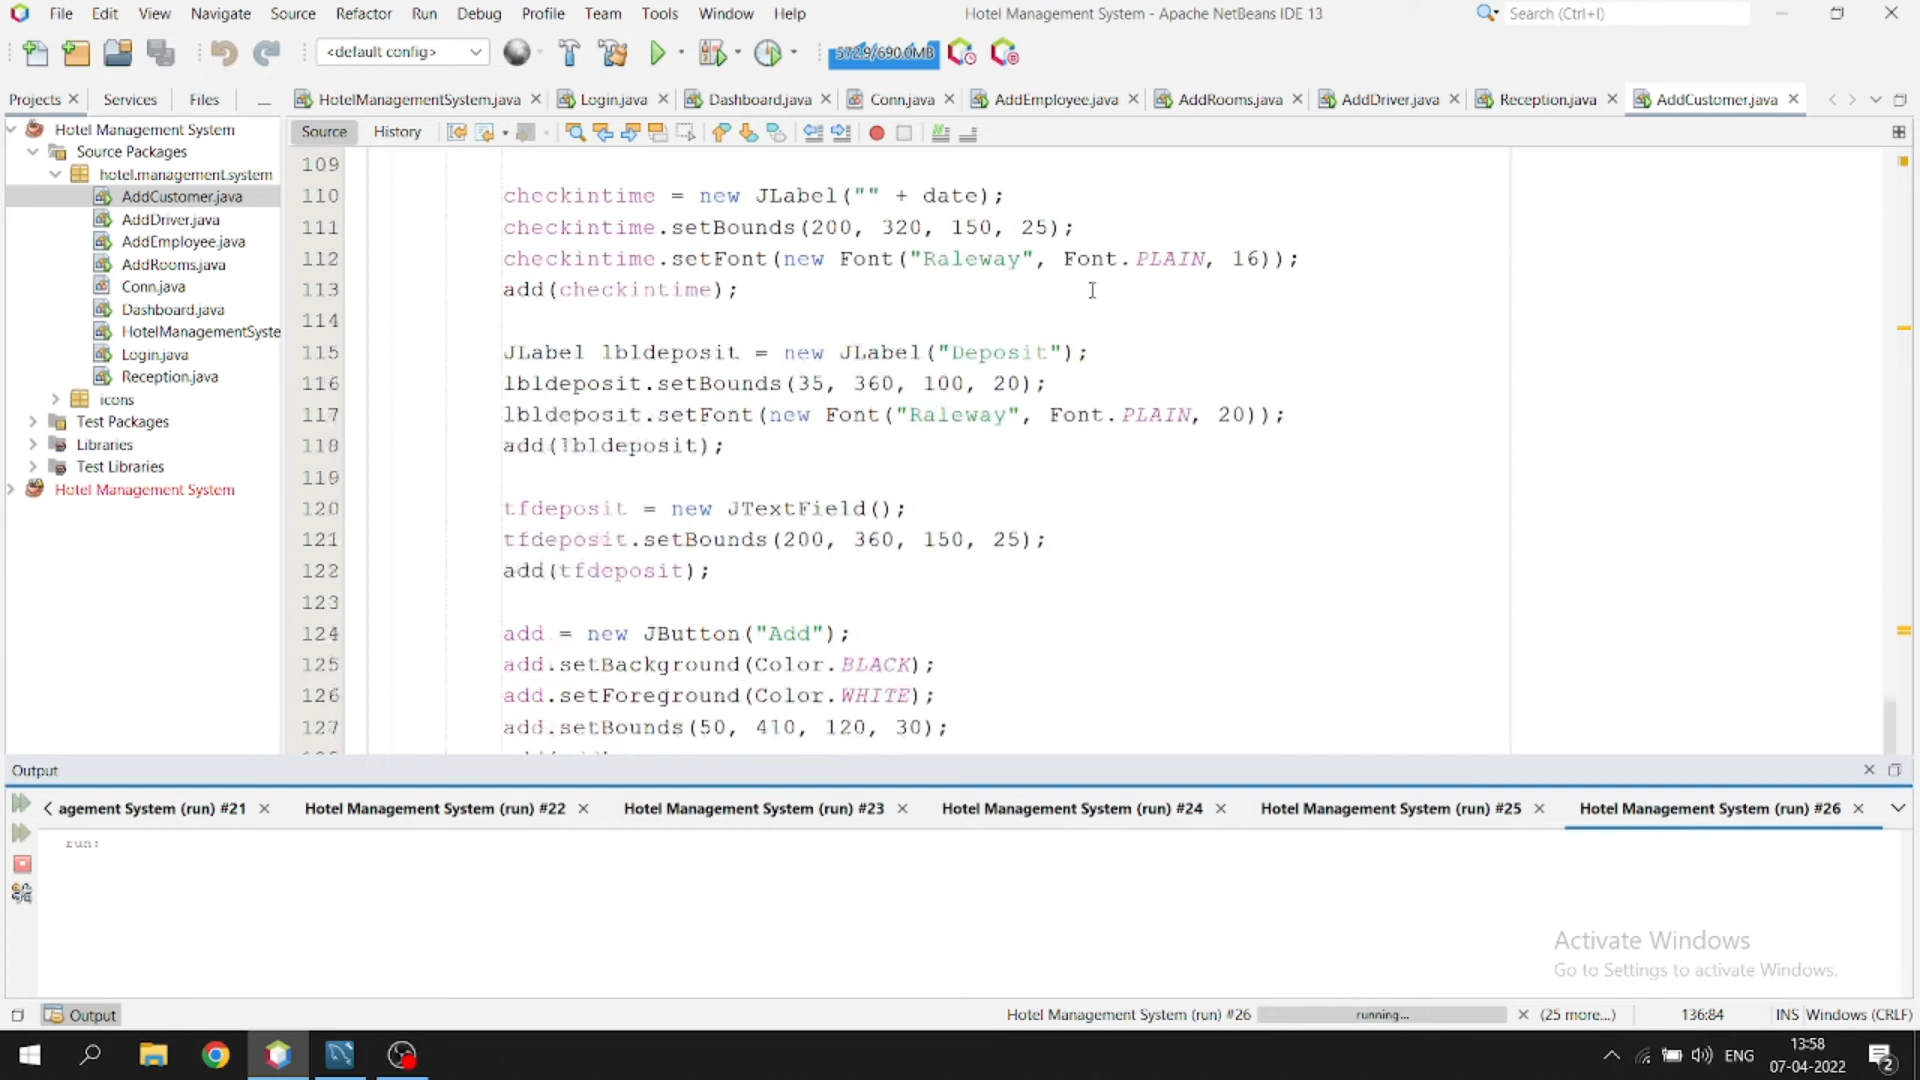 File Edit View Navigate Source Refactor Run Debug Profile Team Tools Window Help
Hotel Management System - Apache NetBeans IDE 13
Search (Ctrl+I)
<default config>
572.9/690.0MB
Projects Services Files
HotelManagementSystem.java Login.java Dashboard.java Conn.java AddEmployee.java AddRooms.java AddDriver.java Reception.java AddCustomer.java
Source History
Hotel Management System
Source Packages
hotel.management.system
AddCustomer.java
AddDriver.java
AddEmployee.java
AddRooms.java
Conn.java
Dashboard.java
HotelManagementSyste
Login.java
Reception.java
icons
Test Packages
Libraries
Test Libraries
Hotel Management System
109
110 checkintime = new JLabel("" + date);
111 checkintime.setBounds(200, 320, 150, 25);
112 checkintime.setFont(new Font("Raleway", Font.PLAIN, 16));
113 add(checkintime);
114
115 JLabel lbldeposit = new JLabel("Deposit");
116 lbldeposit.setBounds(35, 360, 100, 20);
117 lbldeposit.setFont(new Font("Raleway", Font.PLAIN, 20));
118 add(lbldeposit);
119
120 tfdeposit = new JTextField();
121 tfdeposit.setBounds(200, 360, 150, 25);
122 add(tfdeposit);
123
124 add = new JButton("Add");
125 add.setBackground(Color.BLACK);
126 add.setForeground(Color.WHITE);
127 add.setBounds(50, 410, 120, 30);
Output
agement System (run) #21 Hotel Management System (run) #22 Hotel Management System (run) #23 Hotel Management System (run) #24 Hotel Management System (run) #25 Hotel Management System (run) #26
run:
Activate Windows
Go to Settings to activate Windows.
Output
Hotel Management System (run) #26 running... (25 more...) 136:84 INS Windows (CRLF)
ENG
13:58
07-04-2022
2